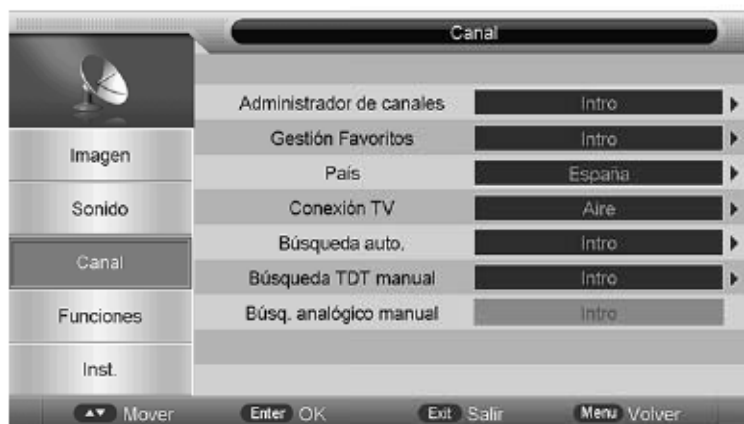 Canal
Administrador de canales Intro
Gestión Favoritos Intro
País España
Conexión TV Aire
Búsqueda auto. Intro
Búsqueda TDT manual Intro
Búsq. analógico manual Intro
Imagen
Sonido
Canal
Funciones
Inst.
Mover Enter OK Exit Salir Menu Volver